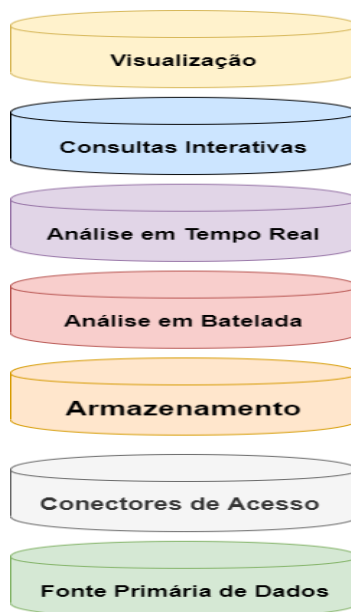 Visualização
Consultas Interativas
Análise em Tempo Real
Análise em Batelada
Armazenamento
Conectores de Acesso
Fonte Primária de Dados